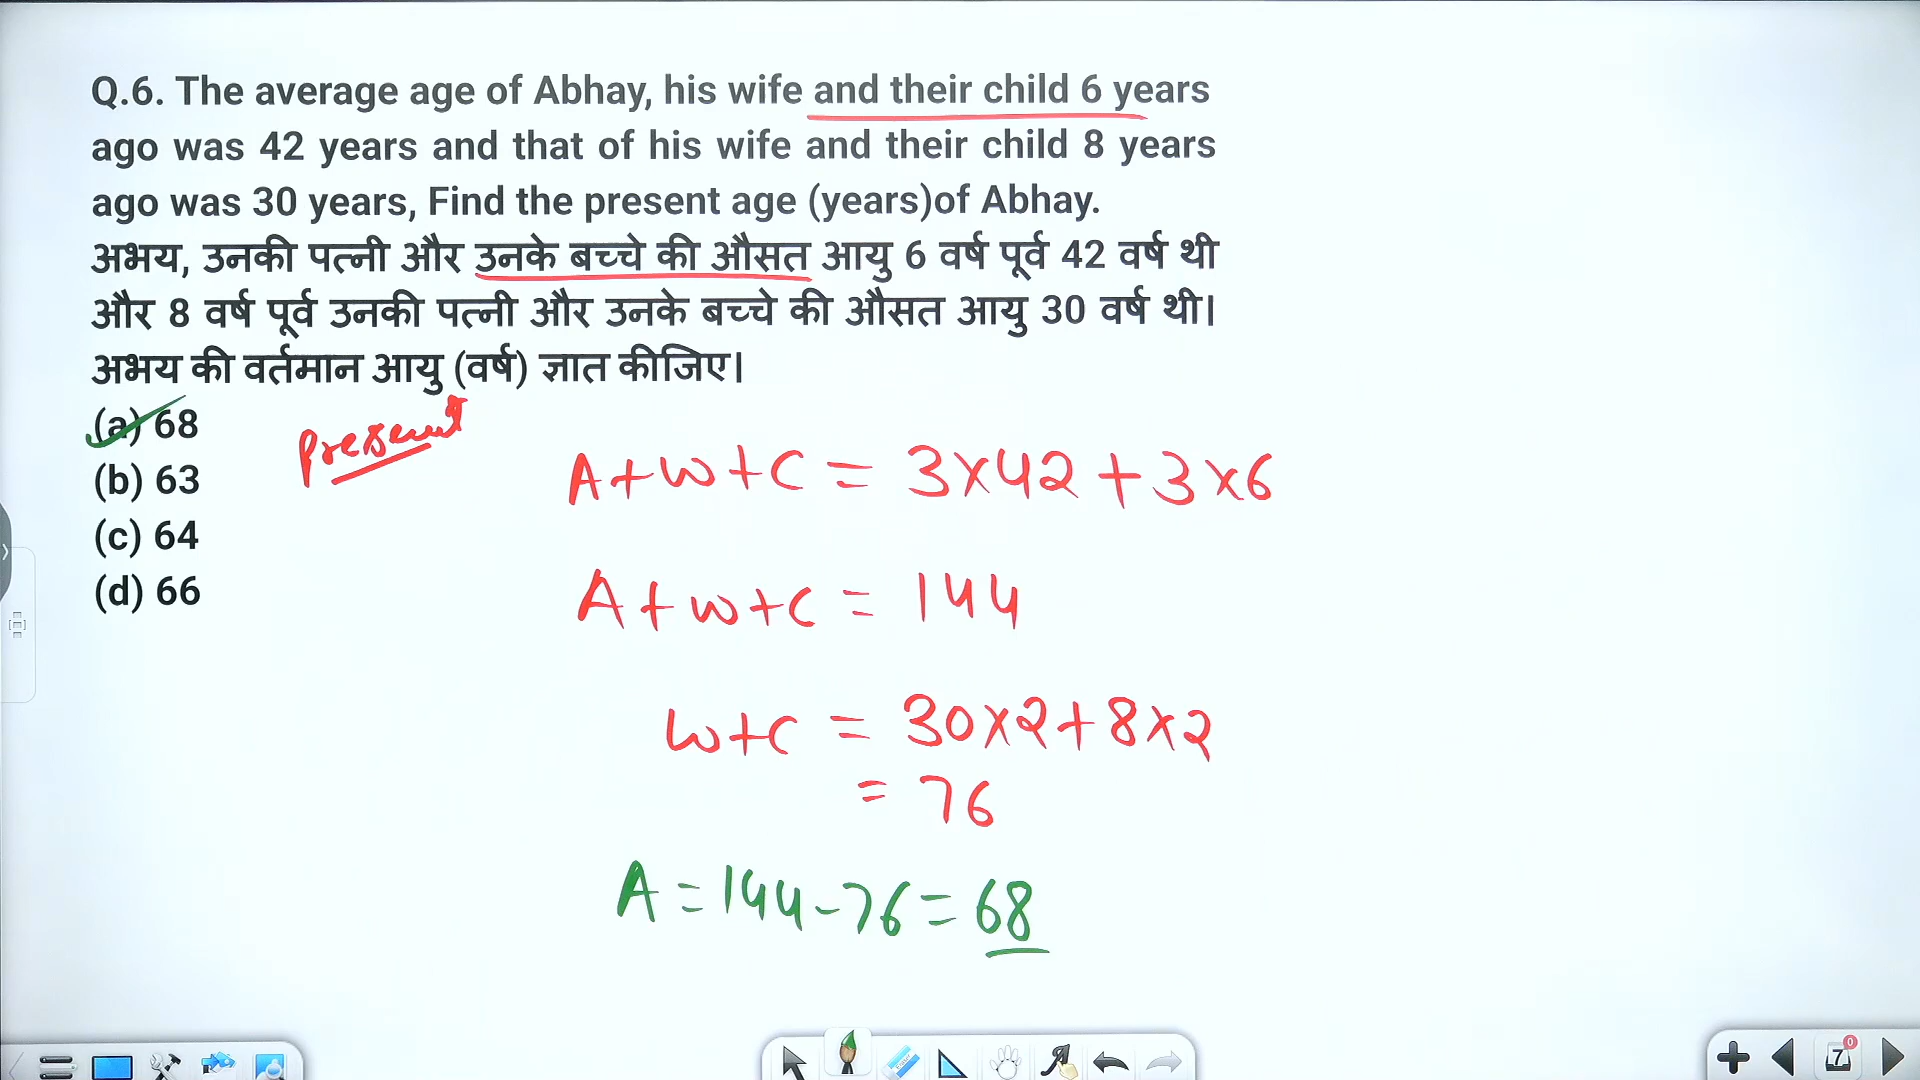 Q.6. The average age of Abhay, his wife and their child 6 years
ago was 42 years and that of his wife and their child 8 years
ago was 30 years, Find the present age (years)of Abhay.
अभय, उनकी पत्नी और उनके बच्चे की औसत आयु 6 वर्ष पूर्व 42 वर्ष थी
और 8 वर्ष पूर्व उनकी पत्नी और उनके बच्चे की औसत आयु 30 वर्ष थी।
अभय की वर्तमान आयु (वर्ष) ज्ञात कीजिए।
(a) 68
(b) 63
(c) 64
(d) 66
Present
A+w+c = 3x42+3x6
A+w+c = 144
w+c = 30x2+8x2
= 76
A=144-76=68
7
0